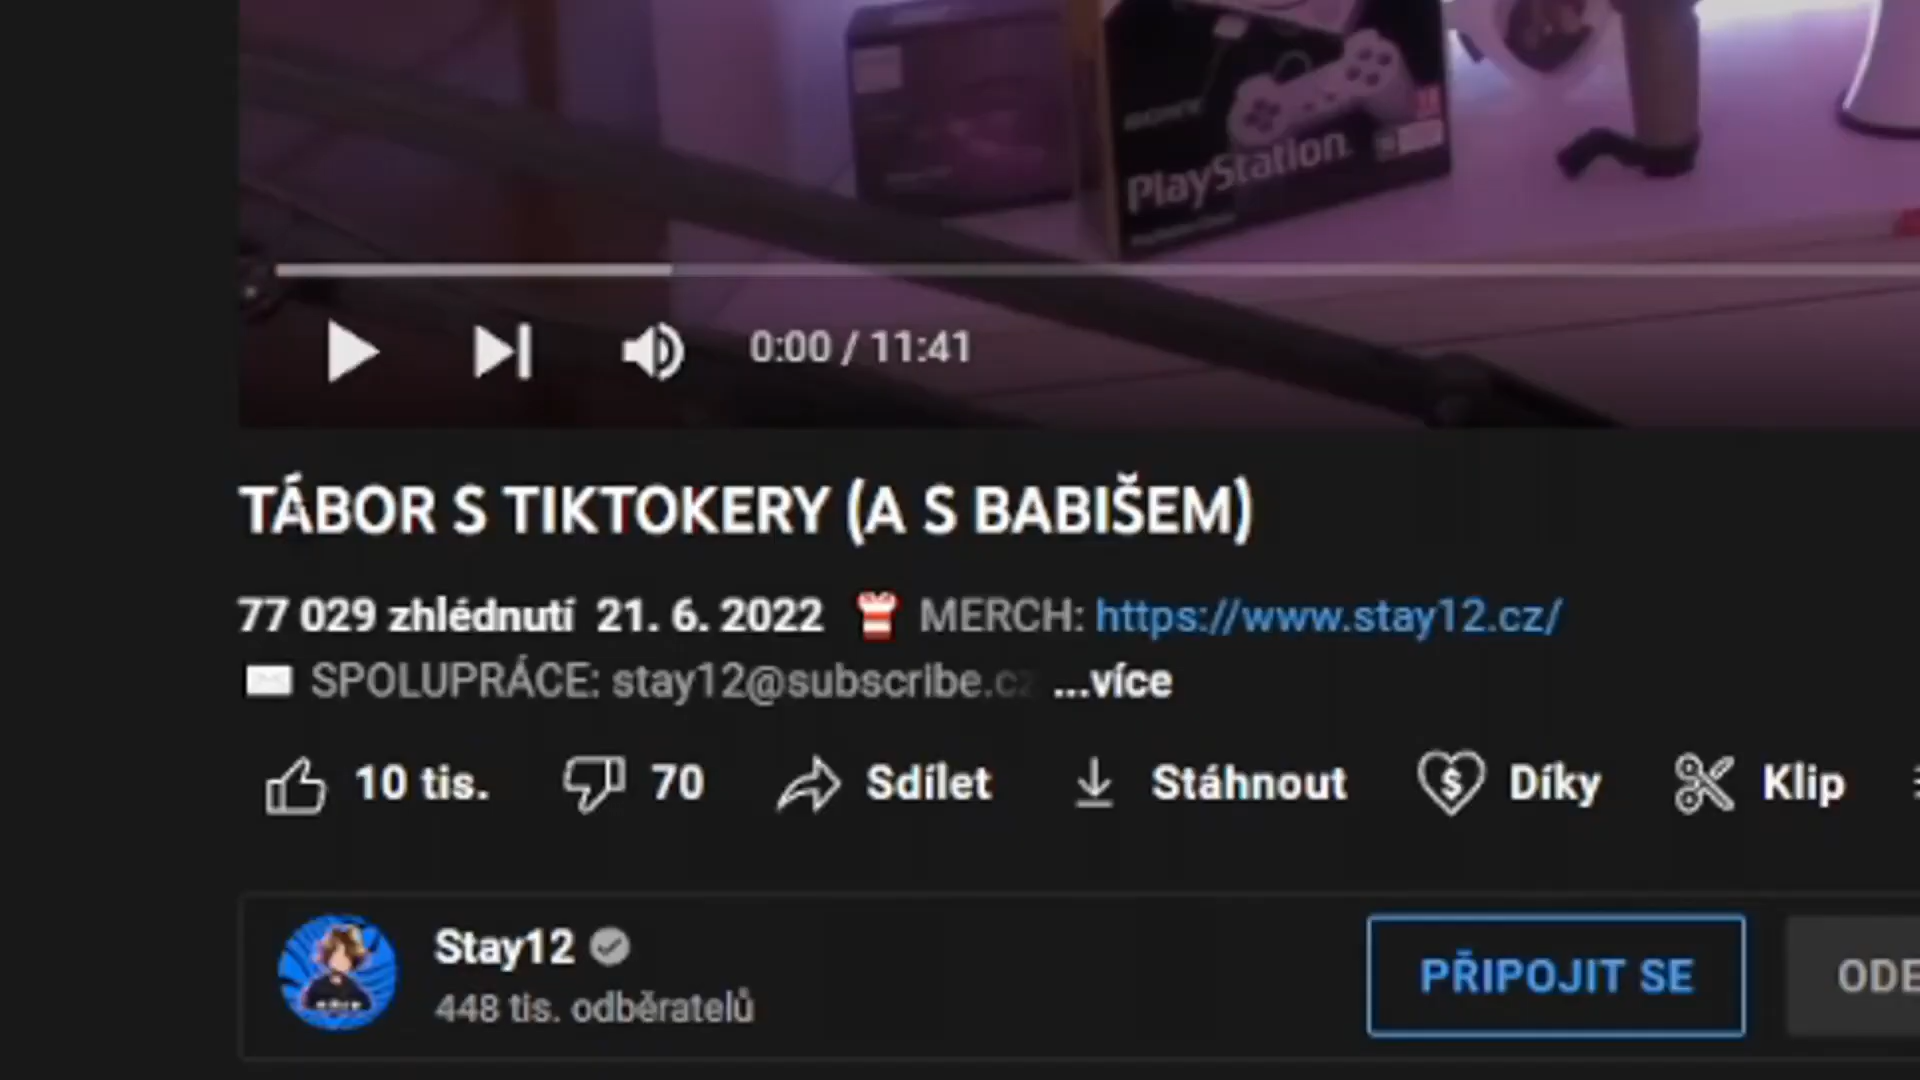 SONY
PlayStation
0:00 / 11:41
TÁBOR S TIKTOKERY (A S BABIŠEM)
77 029 zhlédnutí 21. 6. 2022 MERCH: https://www.stay12.cz/
SPOLUPRÁCE: stay12@subscribe.cz ...více
10 tis. 70 Sdílet Stáhnout Díky Klip
Stay12
448 tis. odběratelů
PŘIPOJIT SE
ODE